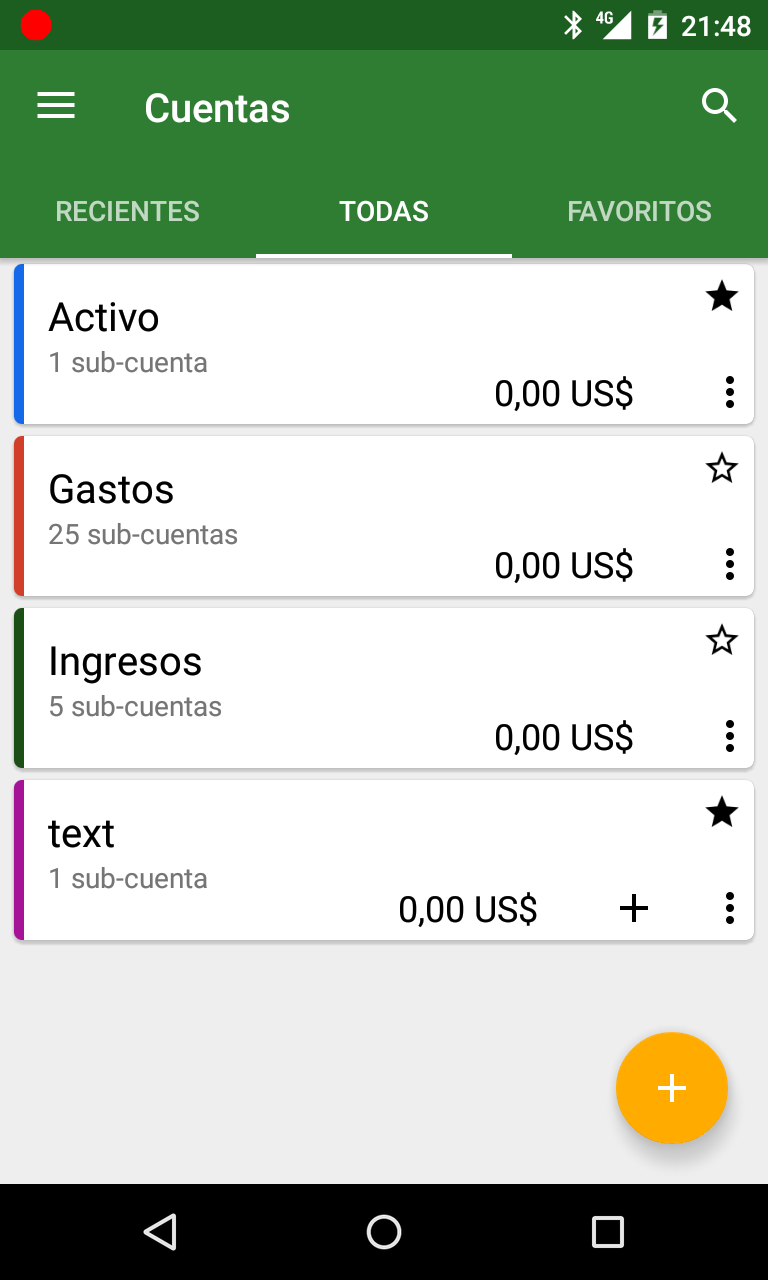 4G 21:48
Cuentas
RECIENTES TODAS FAVORITOS
Activo
1 sub-cuenta
0,00 US$
Gastos
25 sub-cuentas
0,00 US$
Ingresos
5 sub-cuentas
0,00 US$
text
1 sub-cuenta
0,00 US$